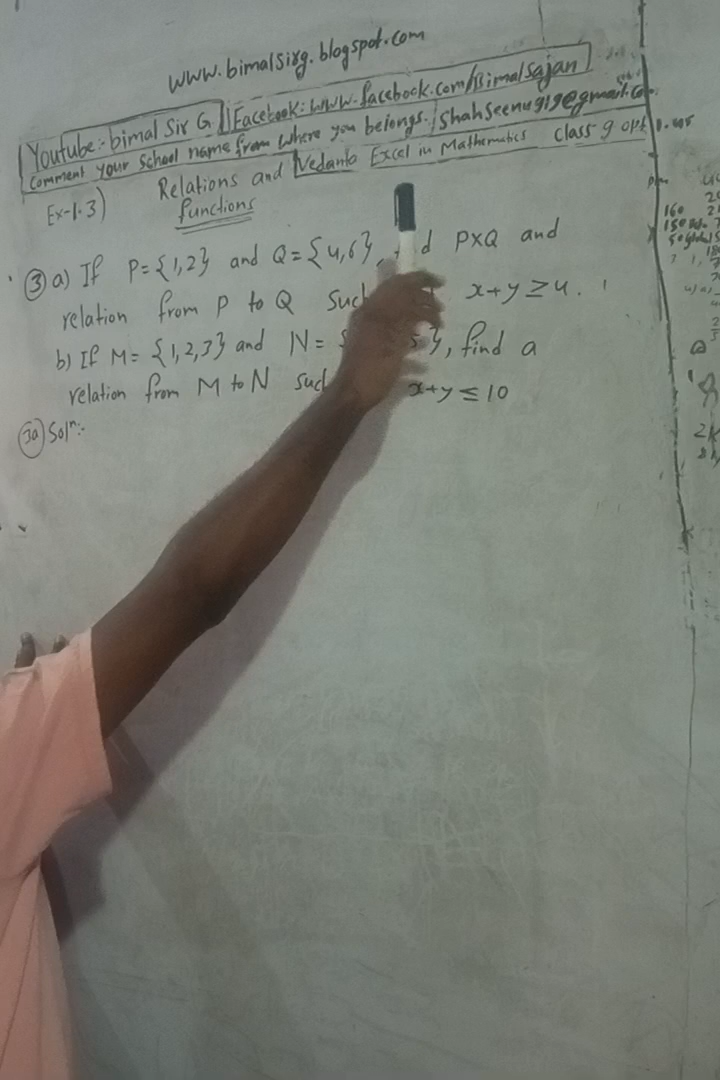 www.bimalsirg.blogspot.com
Youtube:- bimal Sir G || Facebook: www.facebook.com/Bimalsajan
Comment your School name from where you belongs. | shahseenu919@gmail.com
Ex-1.3) Relations and functions Vedanta Excel in Mathematics class 9 opt
③ a) If P = {1,2} and Q = {4,6}, P×Q and
relation from P to Q x+y ≥ 4.
b) If M = {1,2,3} and N = 5}, find a
relation from M to N x+y ≤ 10
3a) Solⁿ:-